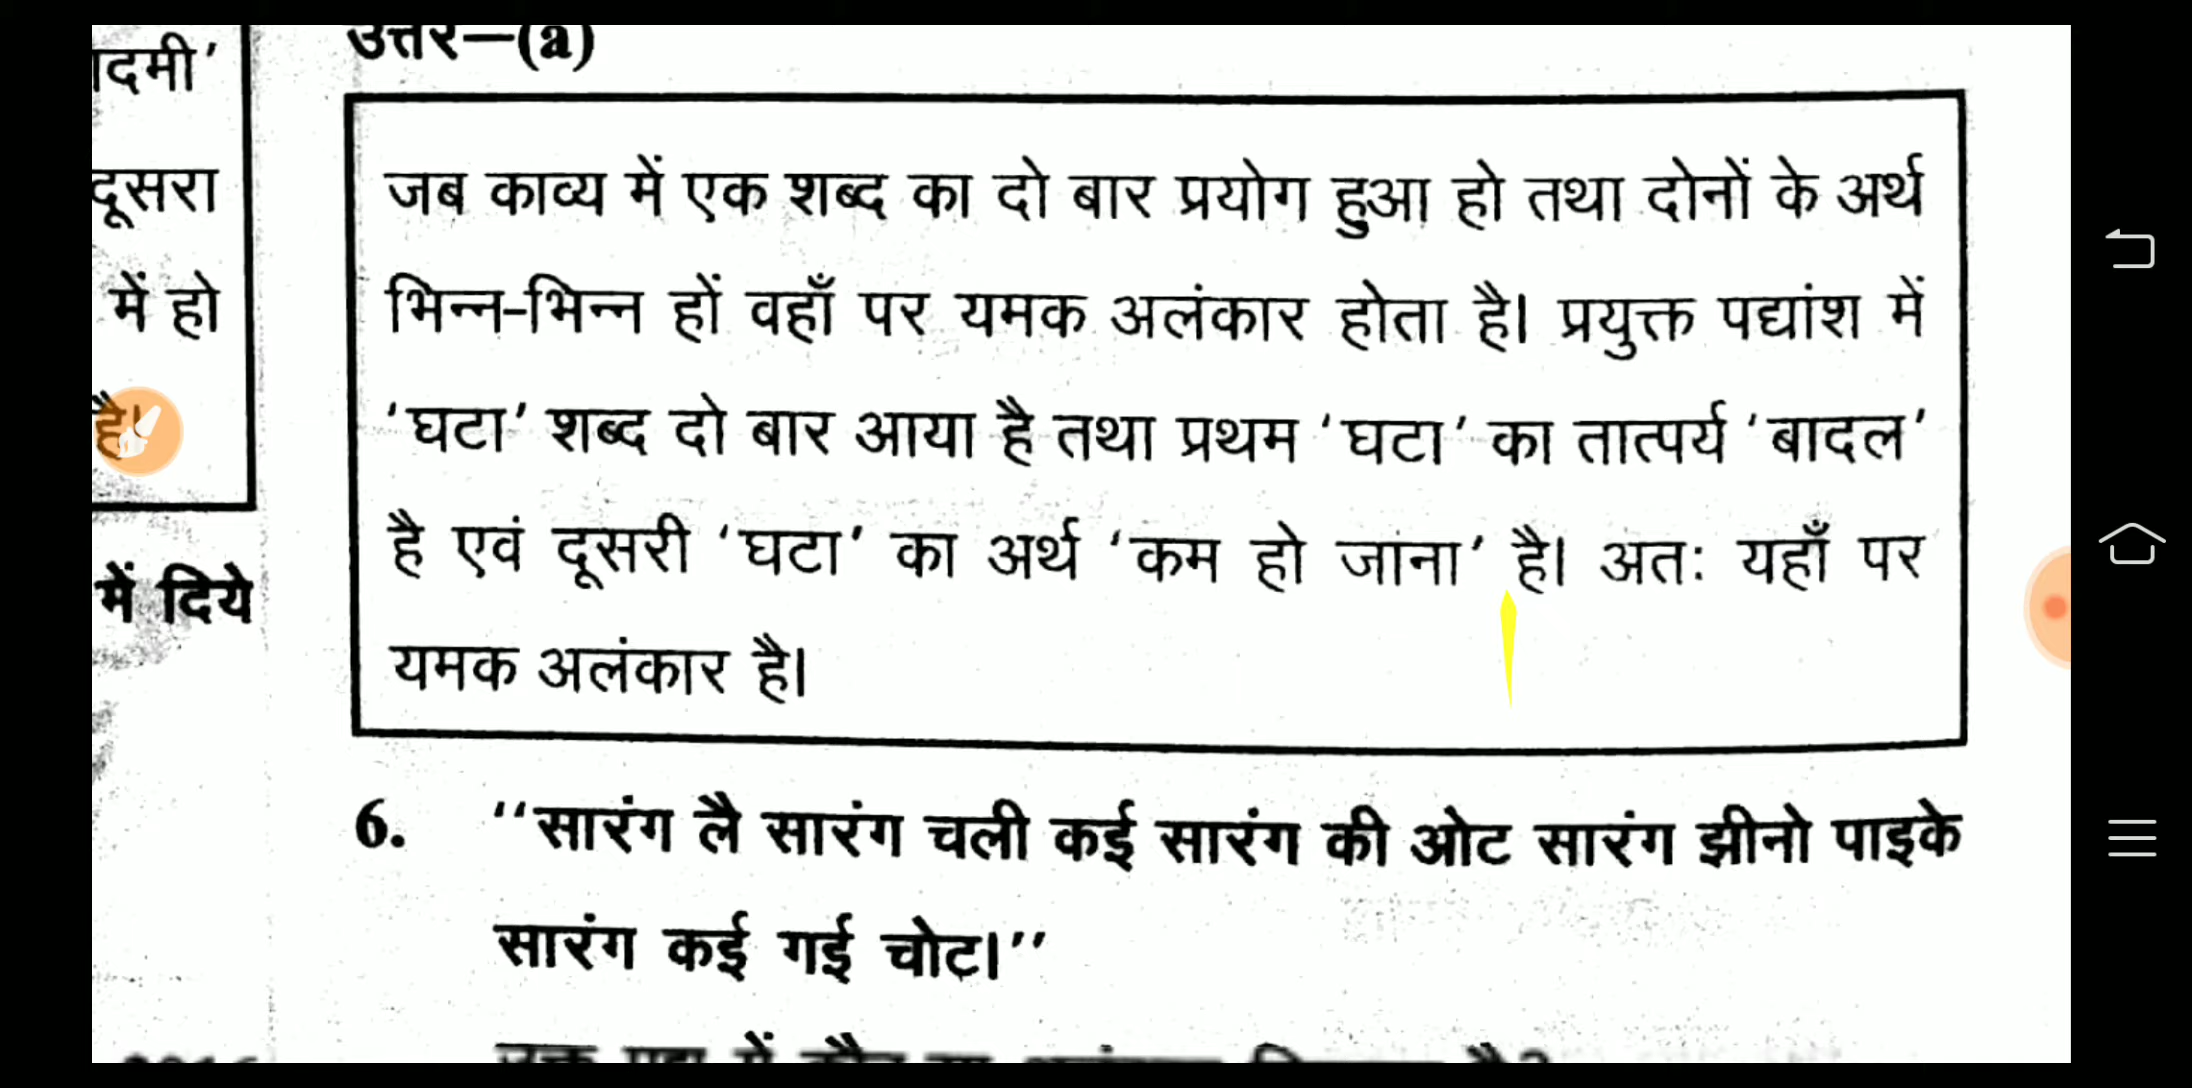 दमी’
दूसरा
में हो
है।
में दिये
उत्तर—(a)
जब काव्य में एक शब्द का दो बार प्रयोग हुआ हो तथा दोनों के अर्थ
भिन्न-भिन्न हों वहाँ पर यमक अलंकार होता है। प्रयुक्त पद्यांश में
‘घटा’ शब्द दो बार आया है तथा प्रथम ‘घटा’ का तात्पर्य ‘बादल’
है एवं दूसरी ‘घटा’ का अर्थ ‘कम हो जाना’ है। अतः यहाँ पर
यमक अलंकार है।
6. ‘‘सारंग लै सारंग चली कई सारंग की ओट सारंग झीनो पाइके
सारंग कई गई चोट।’’